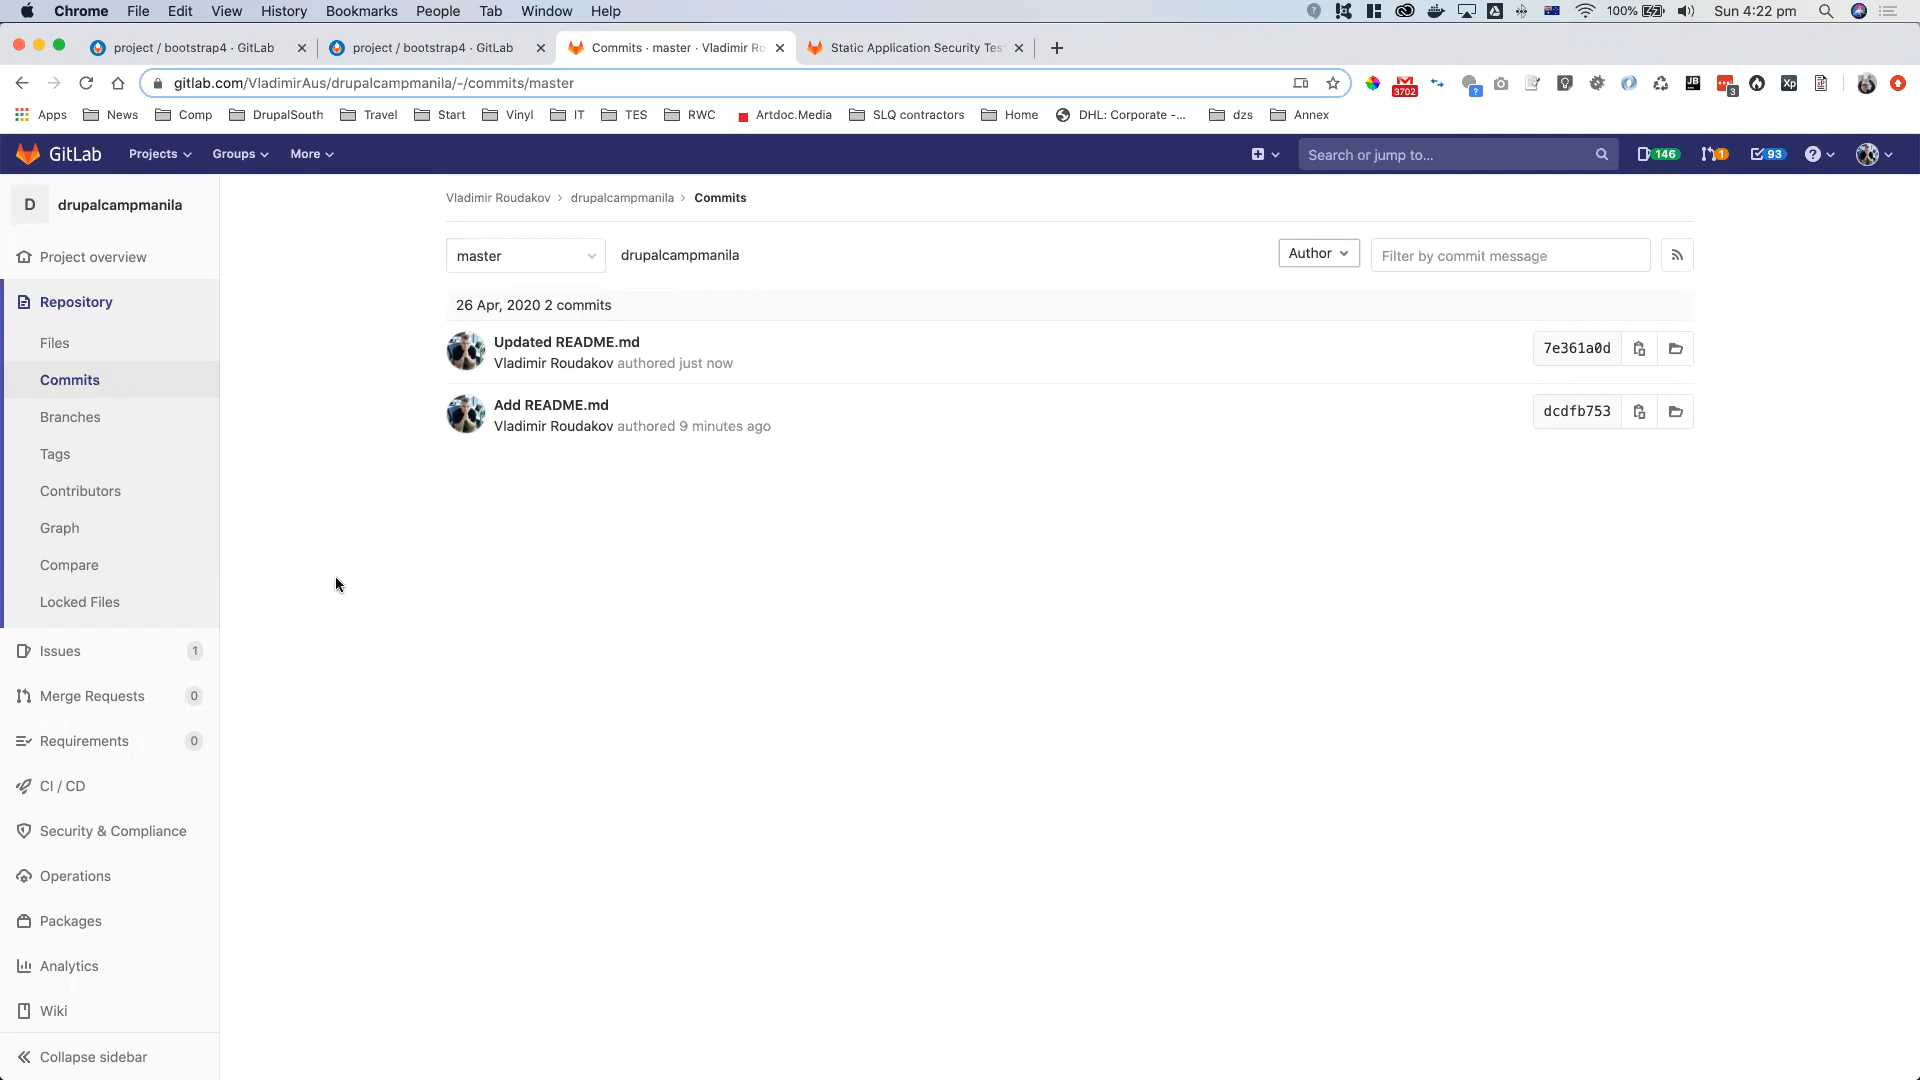 Chrome File Edit View History Bookmarks People Tab Window Help 100% Sun 4:22 pm
project / bootstrap4 · GitLab project / bootstrap4 · GitLab Commits · master · Vladimir Ro Static Application Security Tes
gitlab.com/VladimirAus/drupalcampmanila/-/commits/master 3702 ? JB 3 Xp
Apps News Comp DrupalSouth Travel Start Vinyl IT TES RWC Artdoc.Media SLQ contractors Home DHL: Corporate -... dzs Annex
GitLab Projects Groups More Search or jump to... 146 1 93
D drupalcampmanila
Project overview
Repository
Files
Commits
Branches
Tags
Contributors
Graph
Compare
Locked Files
Issues 1
Merge Requests 0
Requirements 0
CI / CD
Security & Compliance
Operations
Packages
Analytics
Wiki
Collapse sidebar
Vladimir Roudakov › drupalcampmanila › Commits
master drupalcampmanila Author Filter by commit message
26 Apr, 2020 2 commits
Updated README.md
Vladimir Roudakov authored just now
7e361a0d
Add README.md
Vladimir Roudakov authored 9 minutes ago
dcdfb753